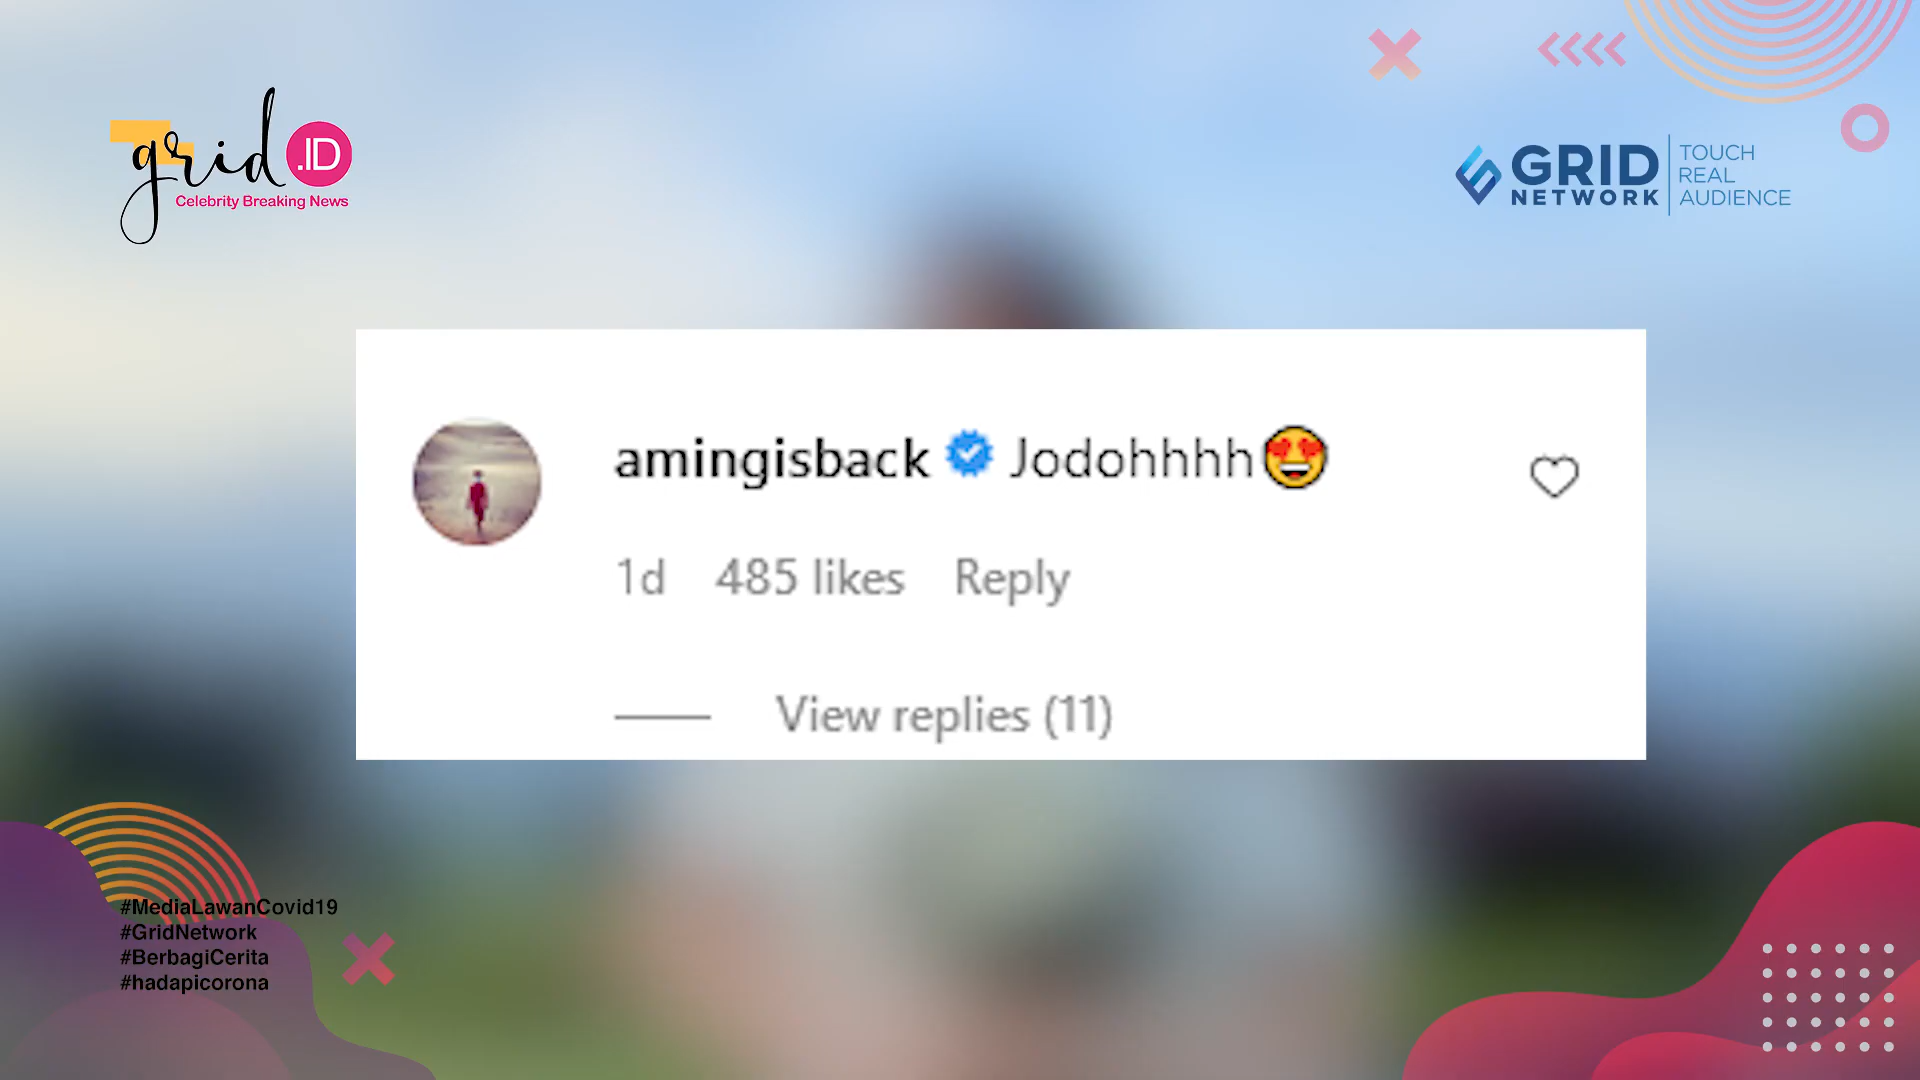 grid.ID
Celebrity Breaking News
GRID NETWORK
TOUCH
REAL
AUDIENCE
amingisback Jodohhhh😍
1d 485 likes Reply
View replies (11)
#MediaLawanCovid19
#GridNetwork
#BerbagiCerita
#hadapicorona